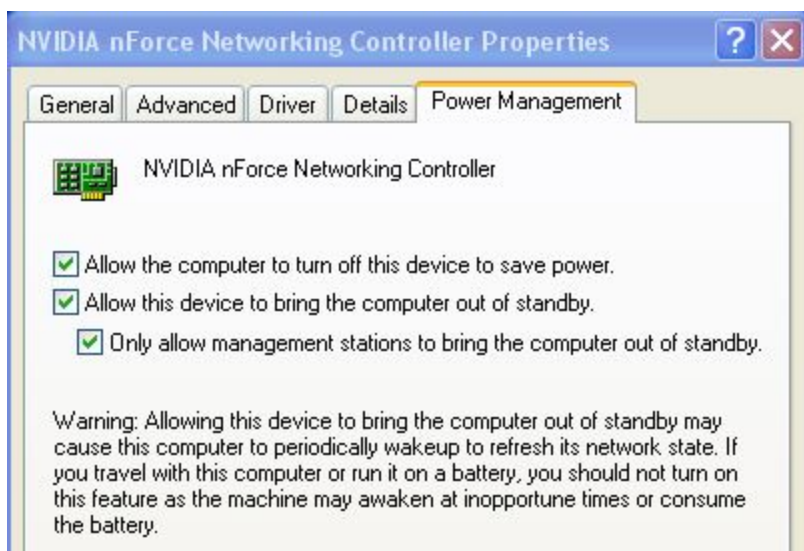 NVIDIA nForce Networking Controller Properties
General Advanced Driver Details Power Management
NVIDIA nForce Networking Controller
Allow the computer to turn off this device to save power.
Allow this device to bring the computer out of standby.
Only allow management stations to bring the computer out of standby.
Warning: Allowing this device to bring the computer out of standby may
cause this computer to periodically wakeup to refresh its network state. If
you travel with this computer or run it on a battery, you should not turn on
this feature as the machine may awaken at inopportune times or consume
the battery.